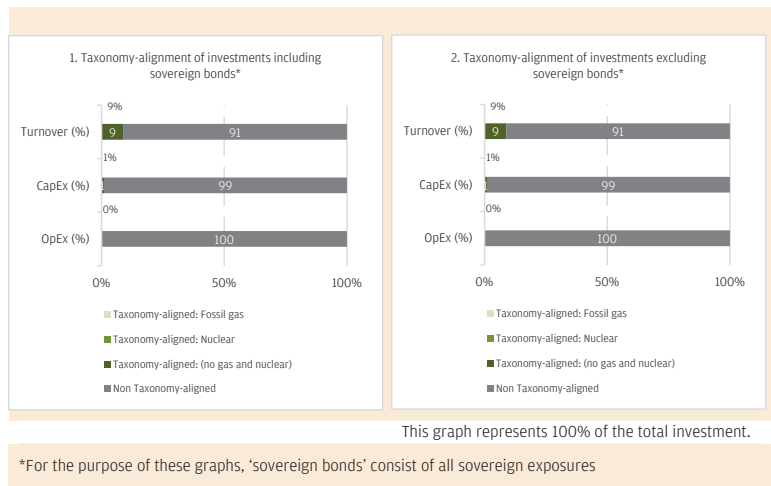 1. Taxonomy-alignment of investments including
sovereign bonds*
9%
Turnover (%)
9
91
1%
CapEx (%)
1
99
0%
OpEx (%)
100
0%
50%
100%
Taxonomy-aligned: Fossil gas
Taxonomy-aligned: Nuclear
Taxonomy-aligned: (no gas and nuclear)
Non Taxonomy-aligned
2. Taxonomy-alignment of investments excluding
sovereign bonds*
9%
Turnover (%)
9
91
1%
CapEx (%)
1
99
0%
OpEx (%)
100
0%
50%
100%
Taxonomy-aligned: Fossil gas
Taxonomy-aligned: Nuclear
Taxonomy-aligned: (no gas and nuclear)
Non Taxonomy-aligned
This graph represents 100% of the total investment.
*For the purpose of these graphs, ‘sovereign bonds’ consist of all sovereign exposures